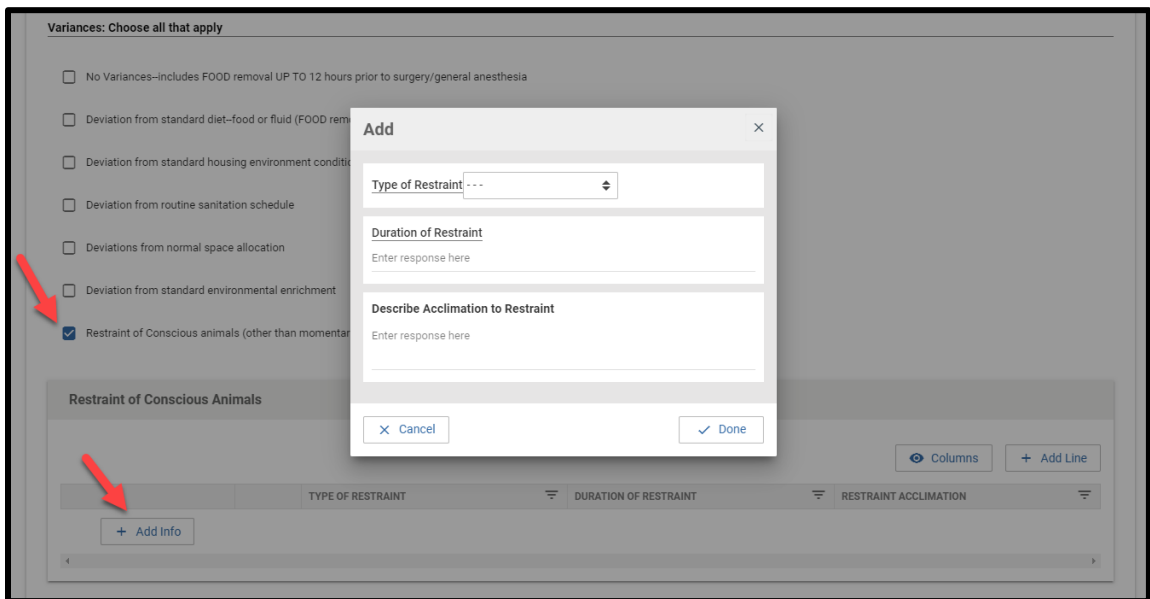 Variances: Choose all that apply
No Variances–includes FOOD removal UP TO 12 hours prior to surgery/general anesthesia
Deviation from standard diet–food or fluid (FOOD rem
Deviation from standard housing environment conditi
Deviation from routine sanitation schedule
Deviations from normal space allocation
Deviation from standard environmental enrichment
Restraint of Conscious animals (other than momentar
Add
Type of Restraint ---
Duration of Restraint
Enter response here
Describe Acclimation to Restraint
Enter response here
Cancel Done
Restraint of Conscious Animals
Columns + Add Line
TYPE OF RESTRAINT DURATION OF RESTRAINT RESTRAINT ACCLIMATION
+ Add Info